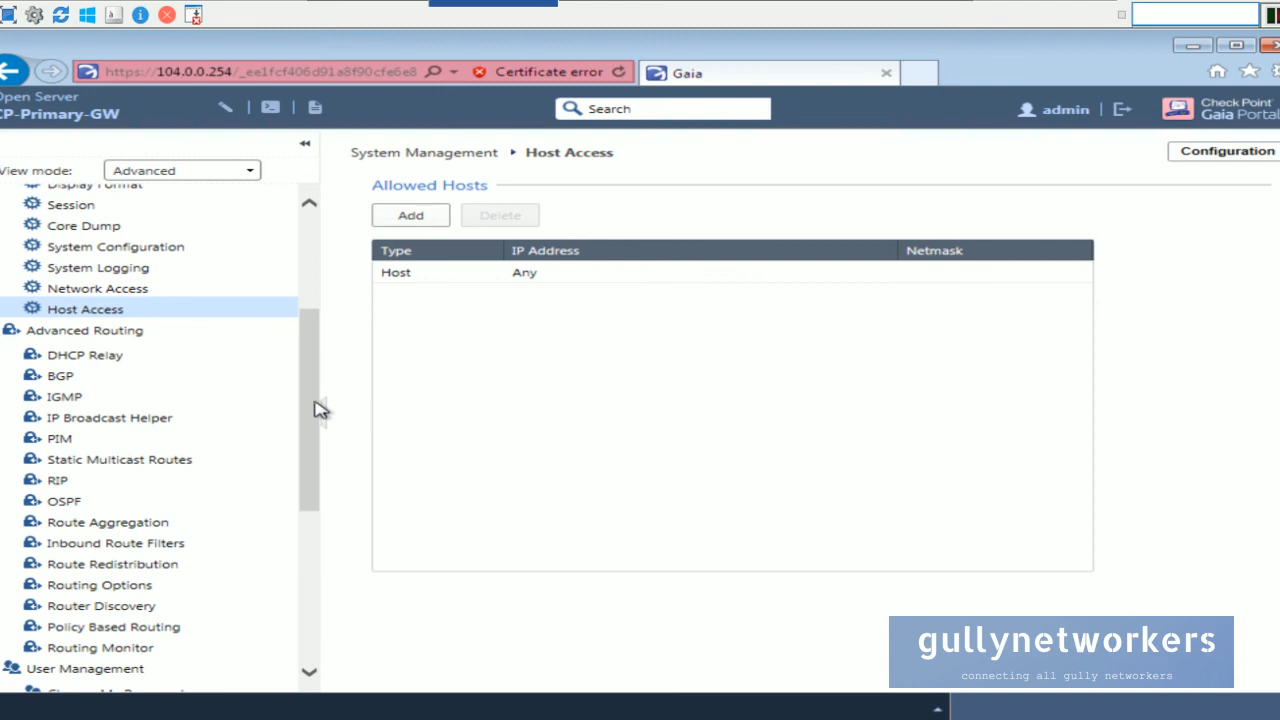 https://104.0.0.254/_ee1fcf406d91a8f90cfe6e8
Certificate error
Gaia
Open Server
CP-Primary-GW
Search
admin
Check Point
Gaia Portal
View mode:
Advanced
System Management
Host Access
Configuration
Display Format
Session
Core Dump
System Configuration
System Logging
Network Access
Host Access
Advanced Routing
DHCP Relay
BGP
IGMP
IP Broadcast Helper
PIM
Static Multicast Routes
RIP
OSPF
Route Aggregation
Inbound Route Filters
Route Redistribution
Routing Options
Router Discovery
Policy Based Routing
Routing Monitor
User Management
Allowed Hosts
Add
Delete
Type IP Address Netmask
Host Any
gullynetworkers
connecting all gully networkers